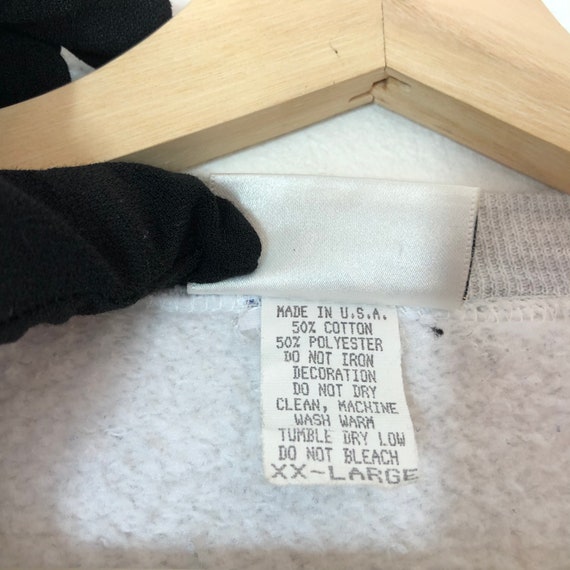 MADE IN U.S.A.
50% COTTON
50% POLYESTER
DO NOT IRON
DECORATION
DO NOT DRY
CLEAN, MACHINE
WASH WARM
TUMBLE DRY LOW
DO NOT BLEACH
XX-LARGE